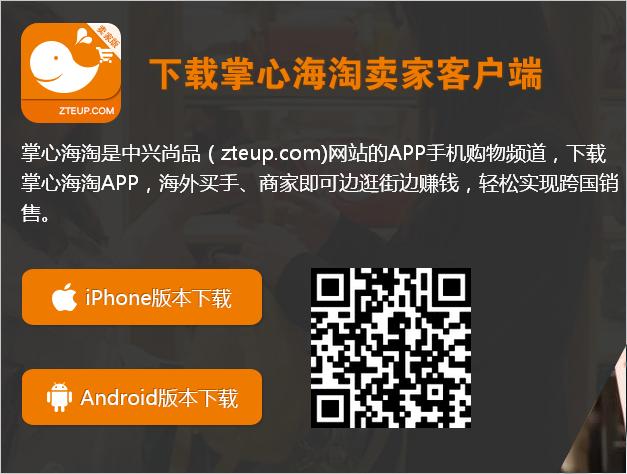 卖家版
ZTEUP.COM
下载掌心海淘卖家客户端
掌心海淘是中兴尚品（zteup.com)网站的APP手机购物频道，下载
掌心海淘APP，海外买手、商家即可边逛街边赚钱，轻松实现跨国销
售。
iPhone版本下载
Android版本下载